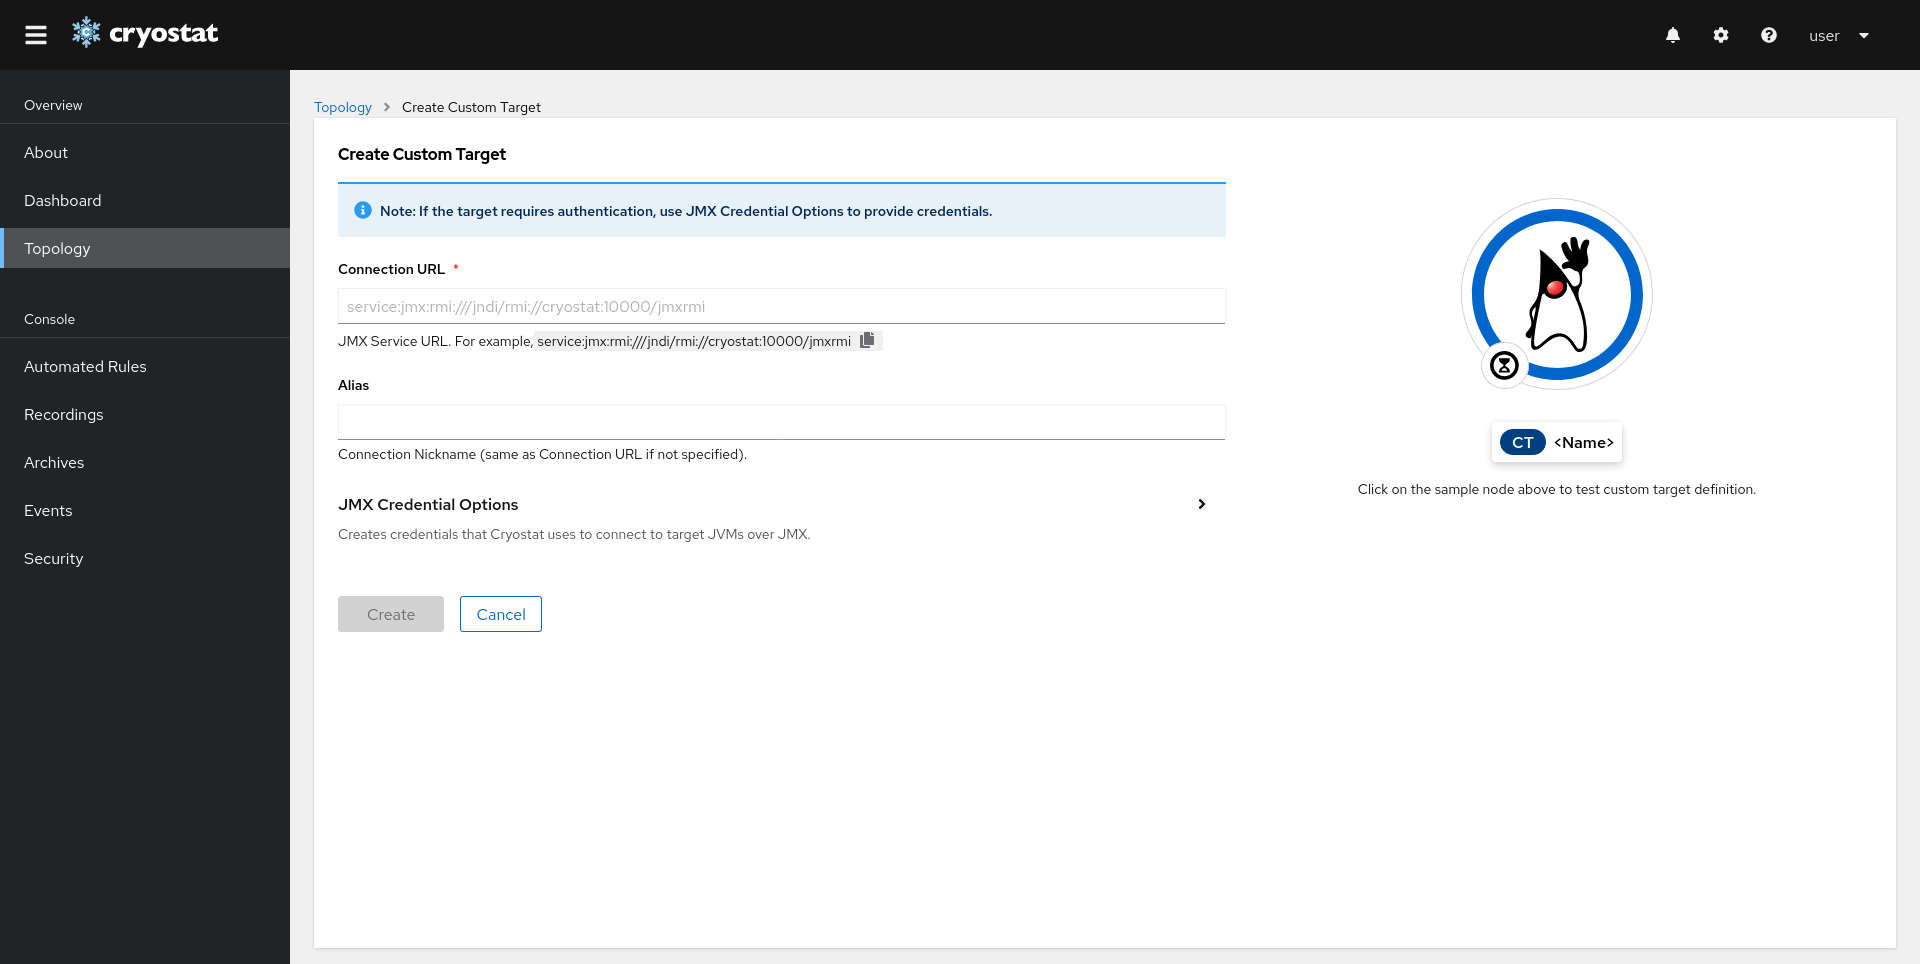 cryostat
user
Overview
About
Dashboard
Topology
Console
Automated Rules
Recordings
Archives
Events
Security
Topology > Create Custom Target
Create Custom Target
Note: If the target requires authentication, use JMX Credential Options to provide credentials.
Connection URL *
service:jmx:rmi:///jndi/rmi://cryostat:10000/jmxrmi
JMX Service URL. For example, service:jmx:rmi:///jndi/rmi://cryostat:10000/jmxrmi
Alias
Connection Nickname (same as Connection URL if not specified).
JMX Credential Options
Creates credentials that Cryostat uses to connect to target JVMs over JMX.
Create Cancel
CT <Name>
Click on the sample node above to test custom target definition.